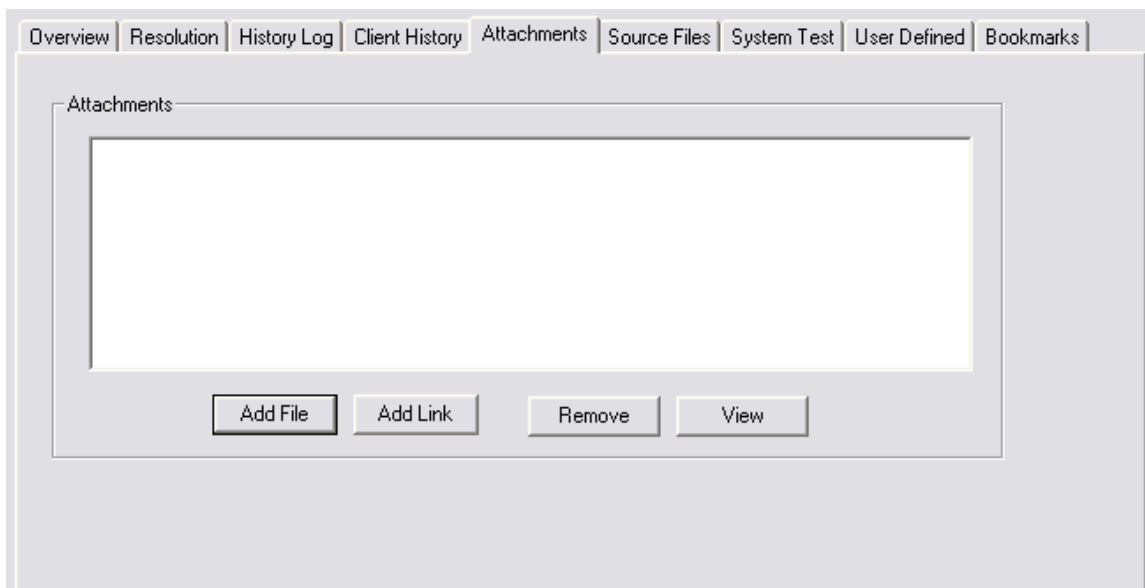 Overview Resolution History Log Client History Attachments Source Files System Test User Defined Bookmarks
Attachments
Add File Add Link Remove View